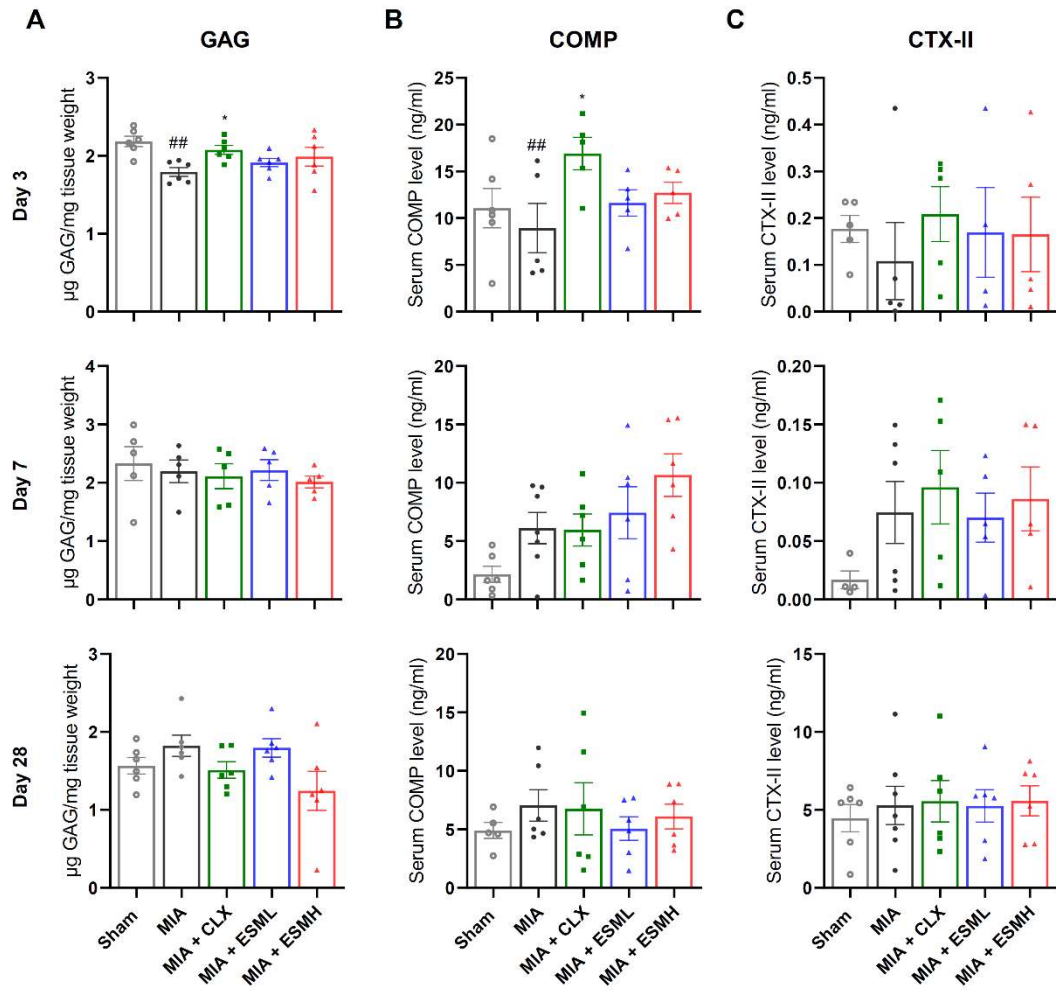 A
B
C
GAG
COMP
CTX-II
Day 3
µg GAG/mg tissue weight
3
2
1
0
##
*
Serum COMP level (ng/ml)
25
20
15
10
5
0
##
*
Serum CTX-II level (ng/ml)
0.5
0.4
0.3
0.2
0.1
0.0
Day 7
µg GAG/mg tissue weight
4
3
2
1
0
Serum COMP level (ng/ml)
20
15
10
5
0
Serum CTX-II level (ng/ml)
0.20
0.15
0.10
0.05
0.00
Day 28
µg GAG/mg tissue weight
3
2
1
0
Serum COMP level (ng/ml)
20
15
10
5
0
Serum CTX-II level (ng/ml)
15
10
5
0
Sham
MIA
MIA + CLX
MIA + ESML
MIA + ESMH
Sham
MIA
MIA + CLX
MIA + ESML
MIA + ESMH
Sham
MIA
MIA + CLX
MIA + ESML
MIA + ESMH